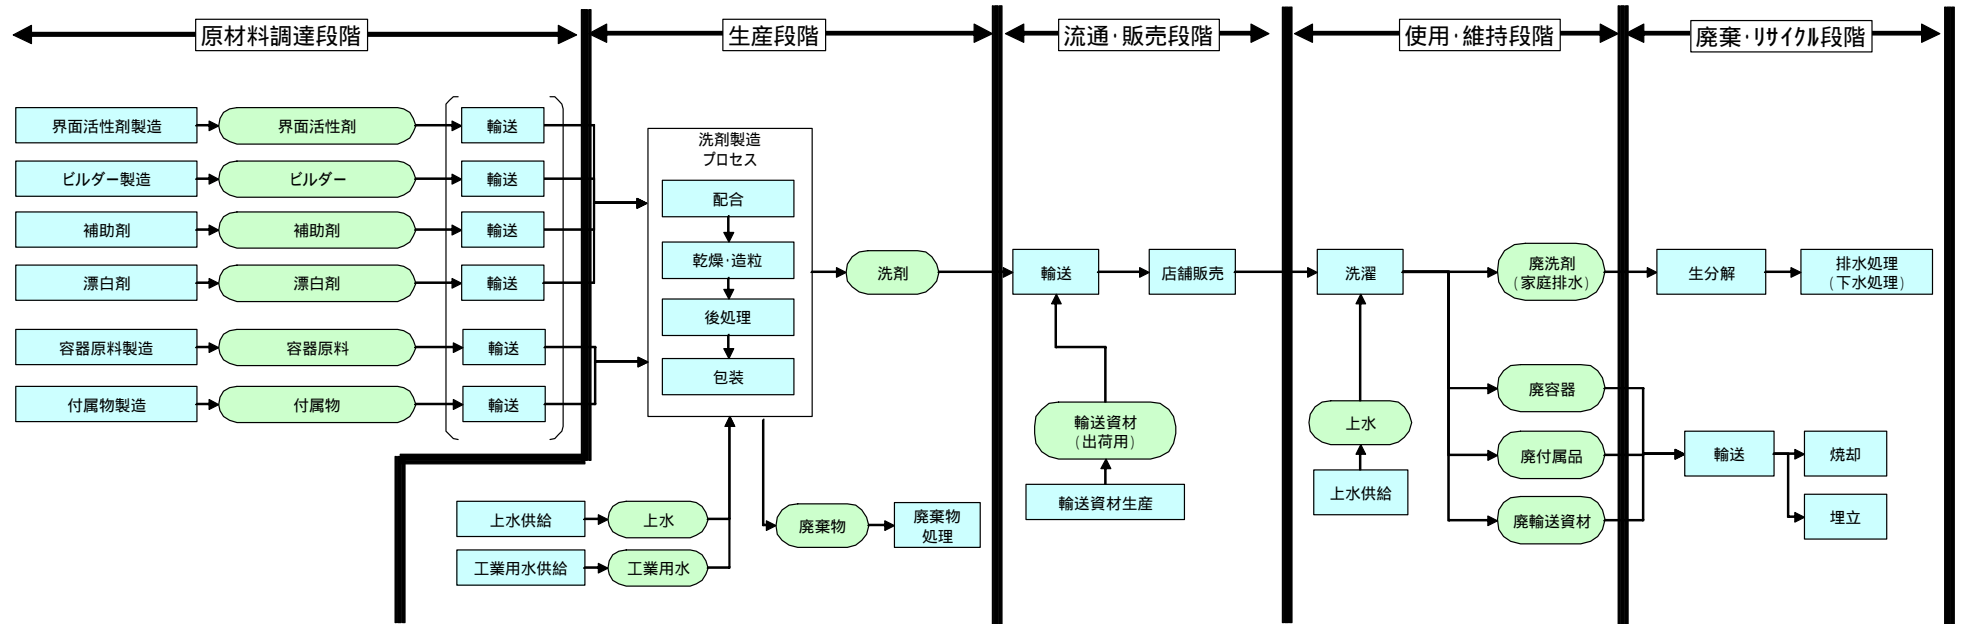 原材料調達段階
生産段階
流通・販売段階
使用・維持段階
廃棄・リサイクル段階
界面活性剤製造
界面活性剤
輸送
ビルダー製造
ビルダー
輸送
補助剤
補助剤
輸送
漂白剤
漂白剤
輸送
容器原料製造
容器原料
輸送
付属物製造
付属物
輸送
洗剤製造
プロセス
配合
乾燥・造粒
後処理
包装
洗剤
上水供給
上水
工業用水供給
工業用水
廃棄物
廃棄物
処理
輸送
店舗販売
輸送資材
(出荷用)
輸送資材生産
洗濯
上水
上水供給
廃洗剤
(家庭排水)
廃容器
廃付属品
廃輸送資材
生分解
排水処理
(下水処理)
輸送
焼却
埋立